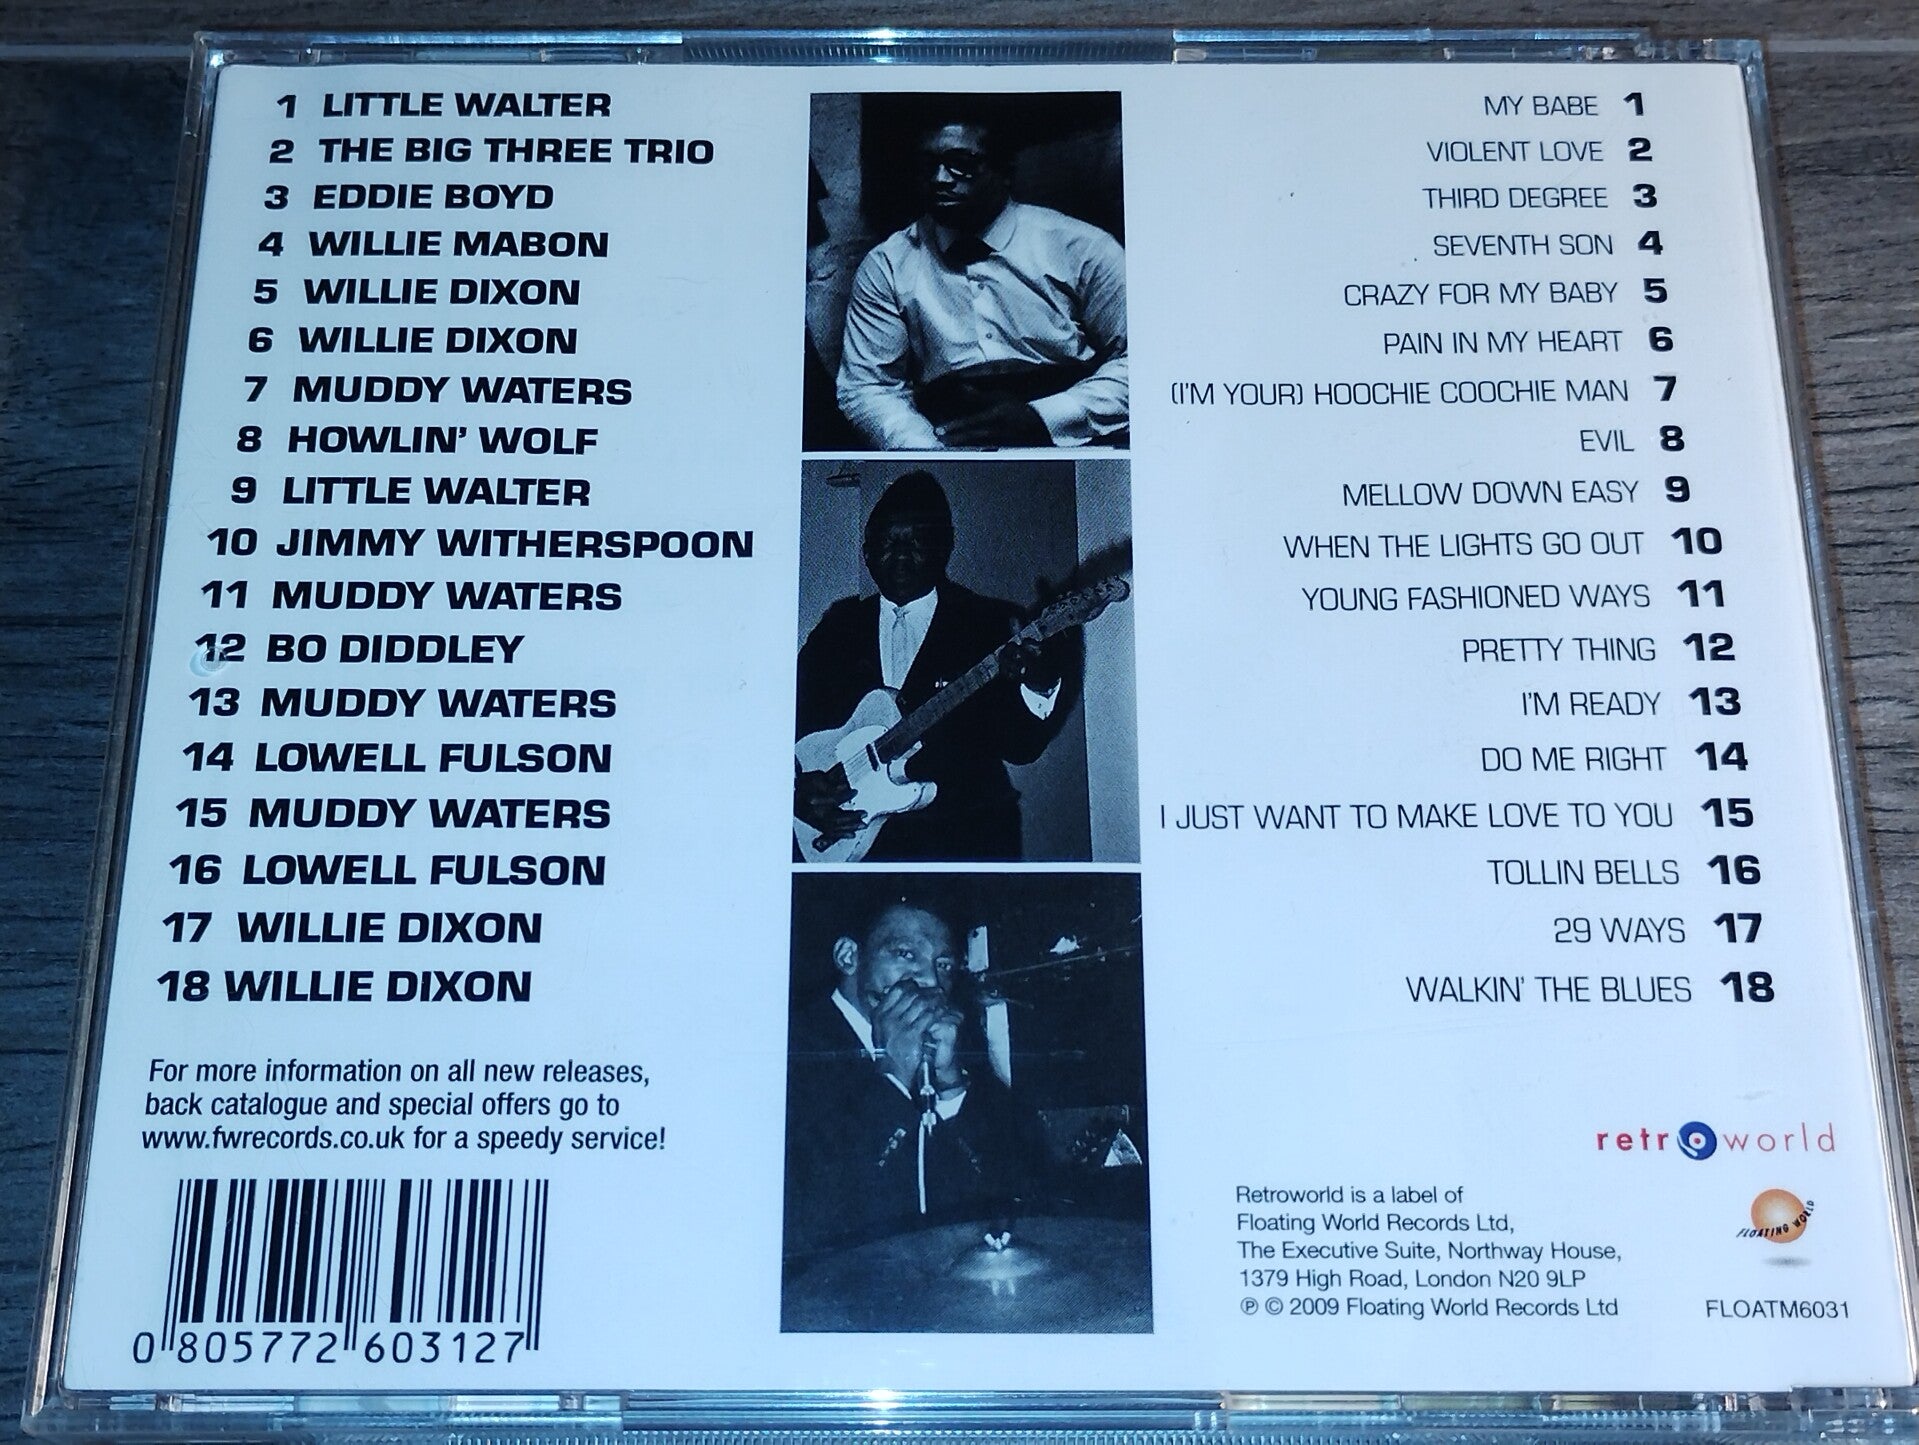 1 LITTLE WALTER
2 THE BIG THREE TRIO
3 EDDIE BOYD
4 WILLIE MABON
5 WILLIE DIXON
6 WILLIE DIXON
7 MUDDY WATERS
8 HOWLIN' WOLF
9 LITTLE WALTER
10 JIMMY WITHERSPOON
11 MUDDY WATERS
12 BO DIDDLEY
13 MUDDY WATERS
14 LOWELL FULSON
15 MUDDY WATERS
16 LOWELL FULSON
17 WILLIE DIXON
18 WILLIE DIXON
For more information on all new releases,
back catalogue and special offers go to
www.fwrecords.co.uk for a speedy service!
0 805772 603127
MY BABE 1
VIOLENT LOVE 2
THIRD DEGREE 3
SEVENTH SON 4
CRAZY FOR MY BABY 5
PAIN IN MY HEART 6
(I'M YOUR) HOOCHIE COOCHIE MAN 7
EVIL 8
MELLOW DOWN EASY 9
WHEN THE LIGHTS GO OUT 10
YOUNG FASHIONED WAYS 11
PRETTY THING 12
I'M READY 13
DO ME RIGHT 14
I JUST WANT TO MAKE LOVE TO YOU 15
TOLLIN BELLS 16
29 WAYS 17
WALKIN' THE BLUES 18
retroworld
Retroworld is a label of
Floating World Records Ltd,
The Executive Suite, Northway House,
1379 High Road, London N20 9LP
℗ © 2009 Floating World Records Ltd
FLOATING WORLD
FLOATM6031